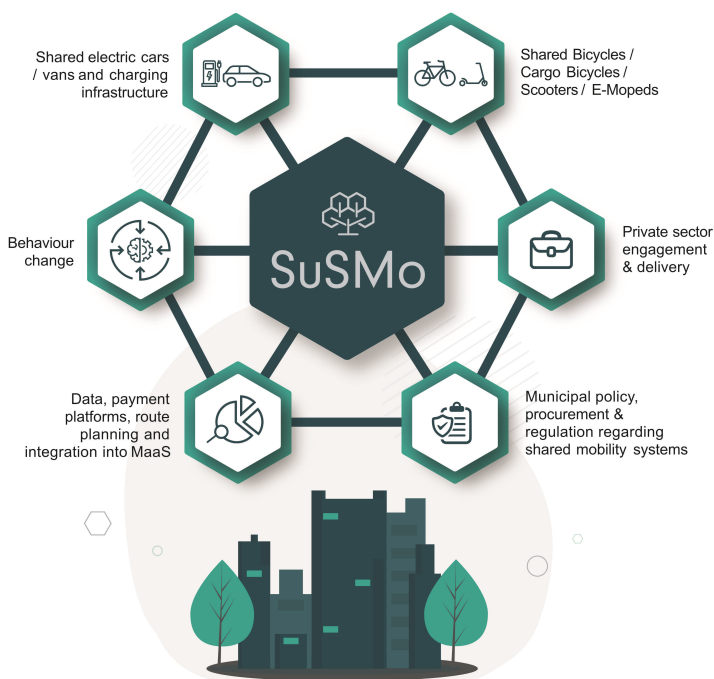 Shared electric cars
/ vans and charging
infrastructure
Shared Bicycles /
Cargo Bicycles /
Scooters / E-Mopeds
SuSMo
Behaviour
change
Private sector
engagement
& delivery
Data, payment
platforms, route
planning and
integration into MaaS
Municipal policy,
procurement &
regulation regarding
shared mobility systems